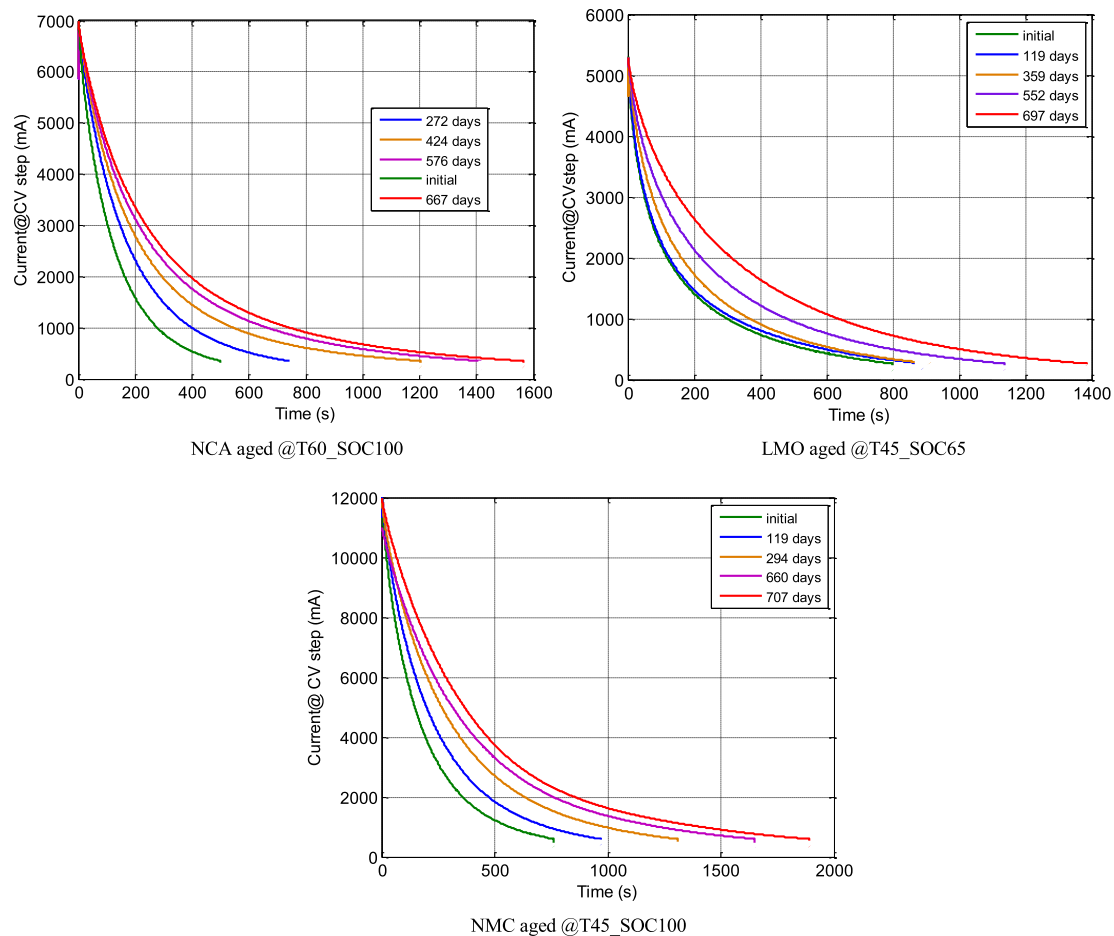 7000
6000
5000
4000
3000
2000
1000
0
Current@CV step (mA)
272 days
424 days
576 days
initial
667 days
0 200 400 600 800 1000 1200 1400 1600
Time (s)
NCA aged @T60_SOC100
6000
5000
4000
3000
2000
1000
0
Current@CVstep (mA)
initial
119 days
359 days
552 days
697 days
0 200 400 600 800 1000 1200 1400
Time (s)
LMO aged @T45_SOC65
12000
10000
8000
6000
4000
2000
0
Current@ CV step (mA)
initial
119 days
294 days
660 days
707 days
0 500 1000 1500 2000
Time (s)
NMC aged @T45_SOC100